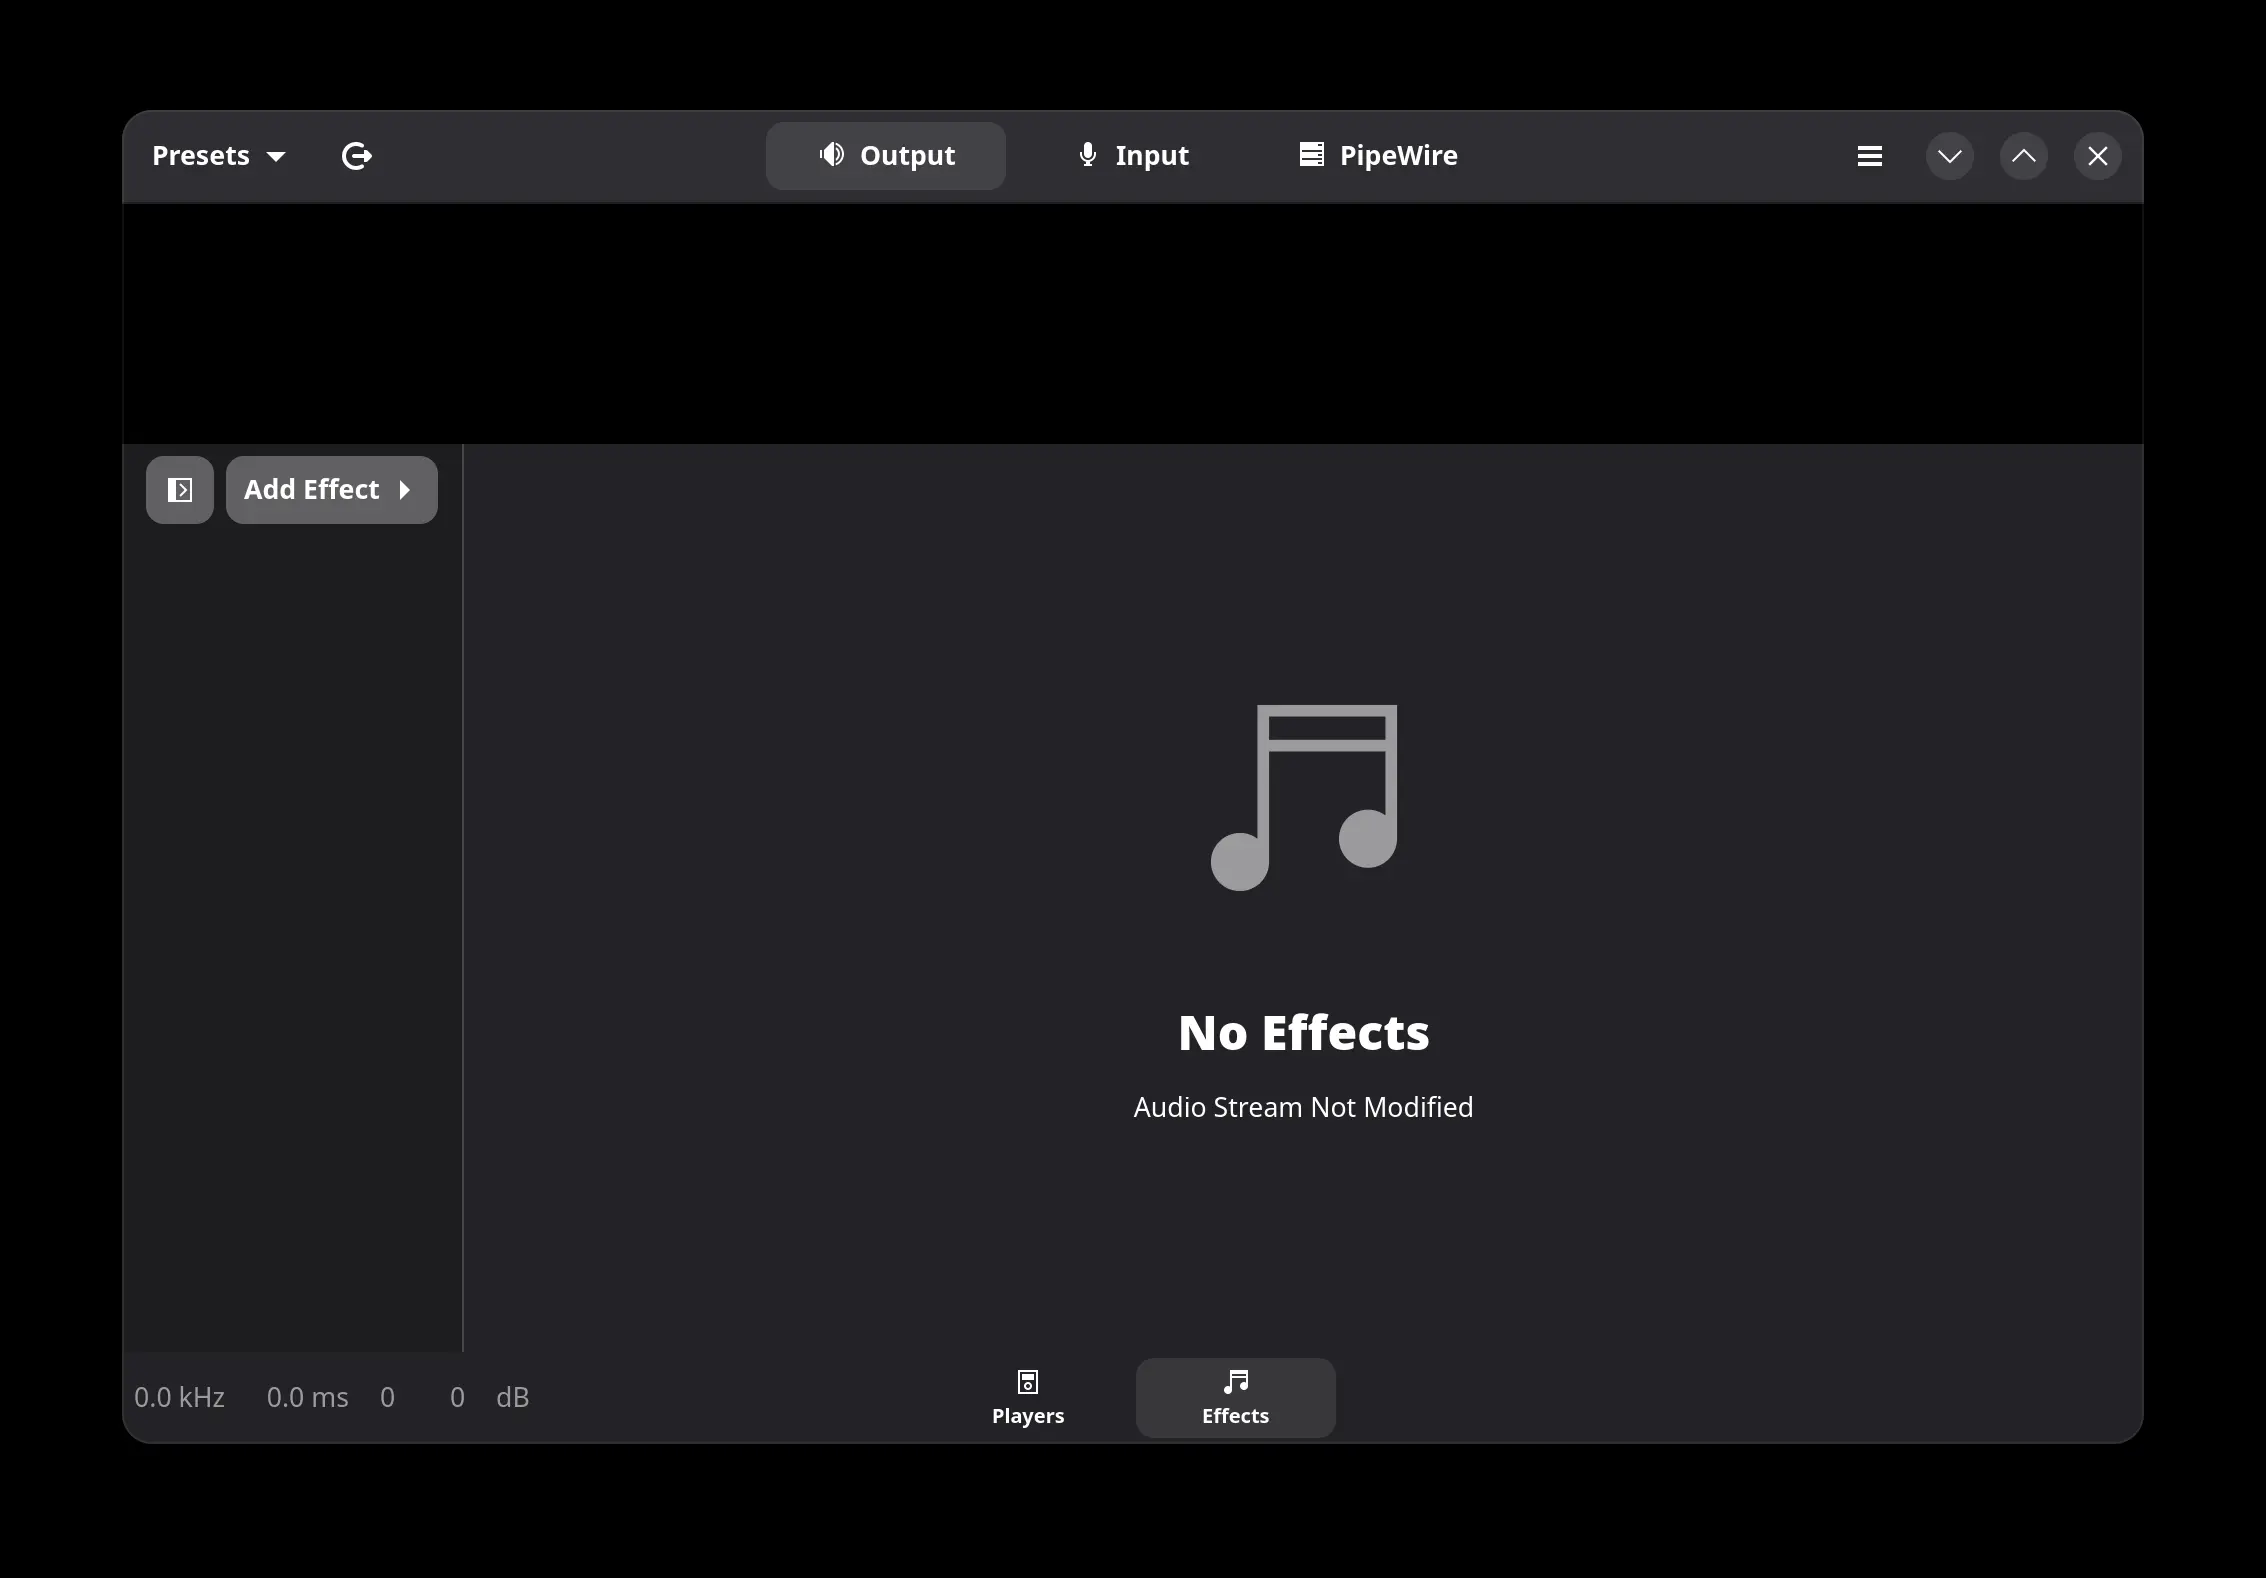 Presets
Output
Input
PipeWire
Add Effect
No Effects
Audio Stream Not Modified
0.0 kHz 0.0 ms 0 0 dB
Players
Effects